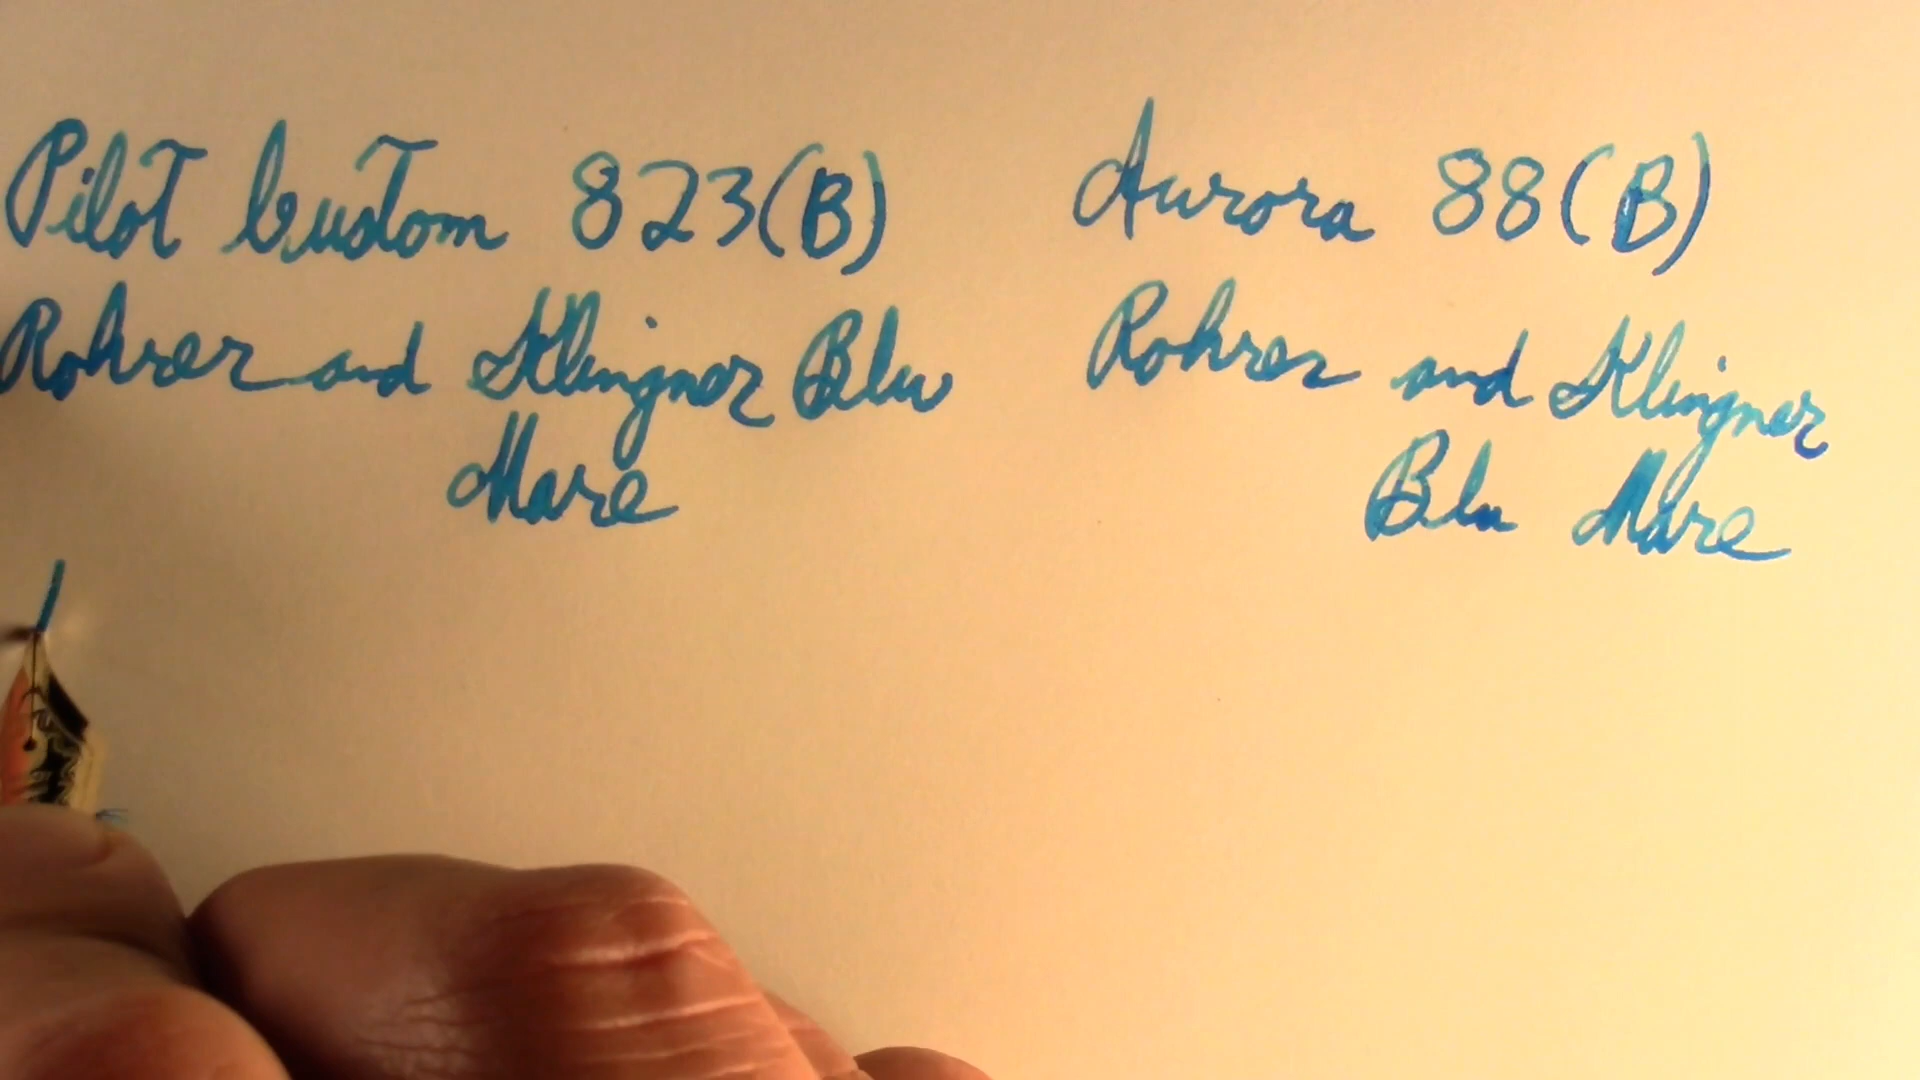 Pilot Custom 823(B)
Rohrer and Klingner Blu
Mare
Aurora 88(B)
Rohrer and Klingner
Blu Mare